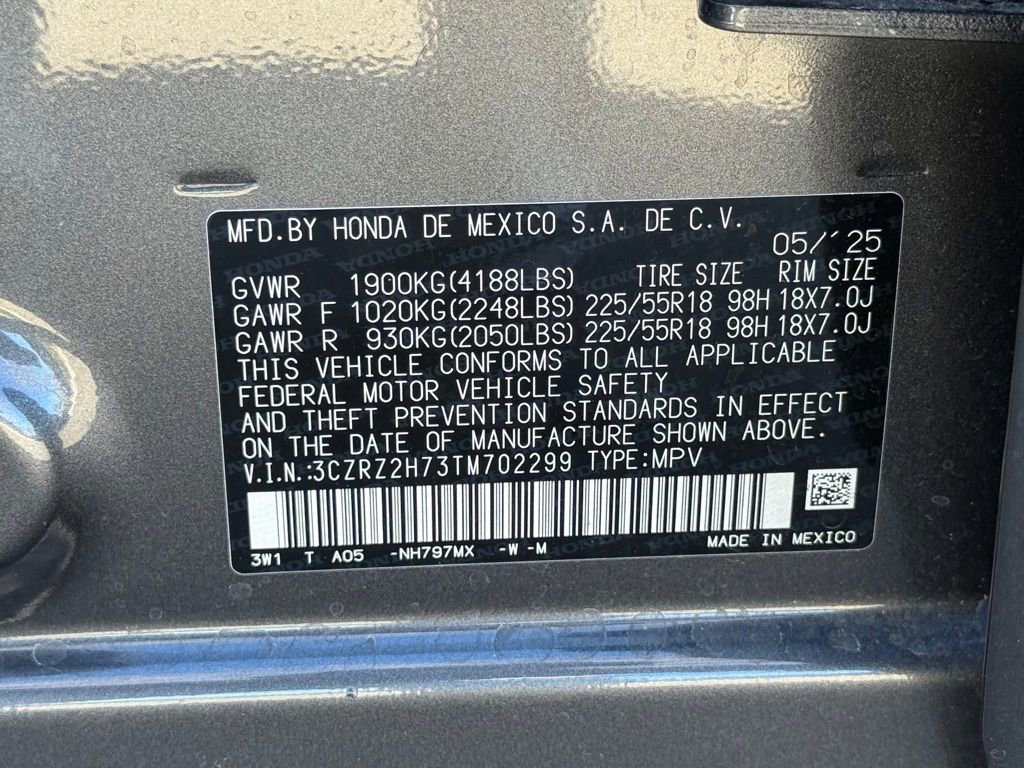 MFD.BY HONDA DE MEXICO S.A. DE C.V.
05/´25
GVWR 1900KG(4188LBS) TIRE SIZE RIM SIZE
GAWR F 1020KG(2248LBS) 225/55R18 98H 18X7.0J
GAWR R 930KG(2050LBS) 225/55R18 98H 18X7.0J
THIS VEHICLE CONFORMS TO ALL APPLICABLE
FEDERAL MOTOR VEHICLE SAFETY
AND THEFT PREVENTION STANDARDS IN EFFECT
ON THE DATE OF MANUFACTURE SHOWN ABOVE.
V.I.N.:3CZRZ2H73TM702299 TYPE:MPV
3W1 T A05 -NH797MX -W -M MADE IN MEXICO